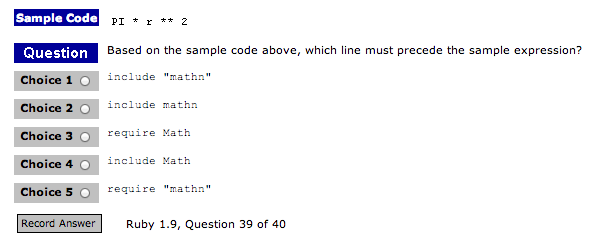 Sample Code PI * r ** 2
Question Based on the sample code above, which line must precede the sample expression?
Choice 1 include "mathn"
Choice 2 include mathn
Choice 3 require Math
Choice 4 include Math
Choice 5 require "mathn"
Record Answer Ruby 1.9, Question 39 of 40